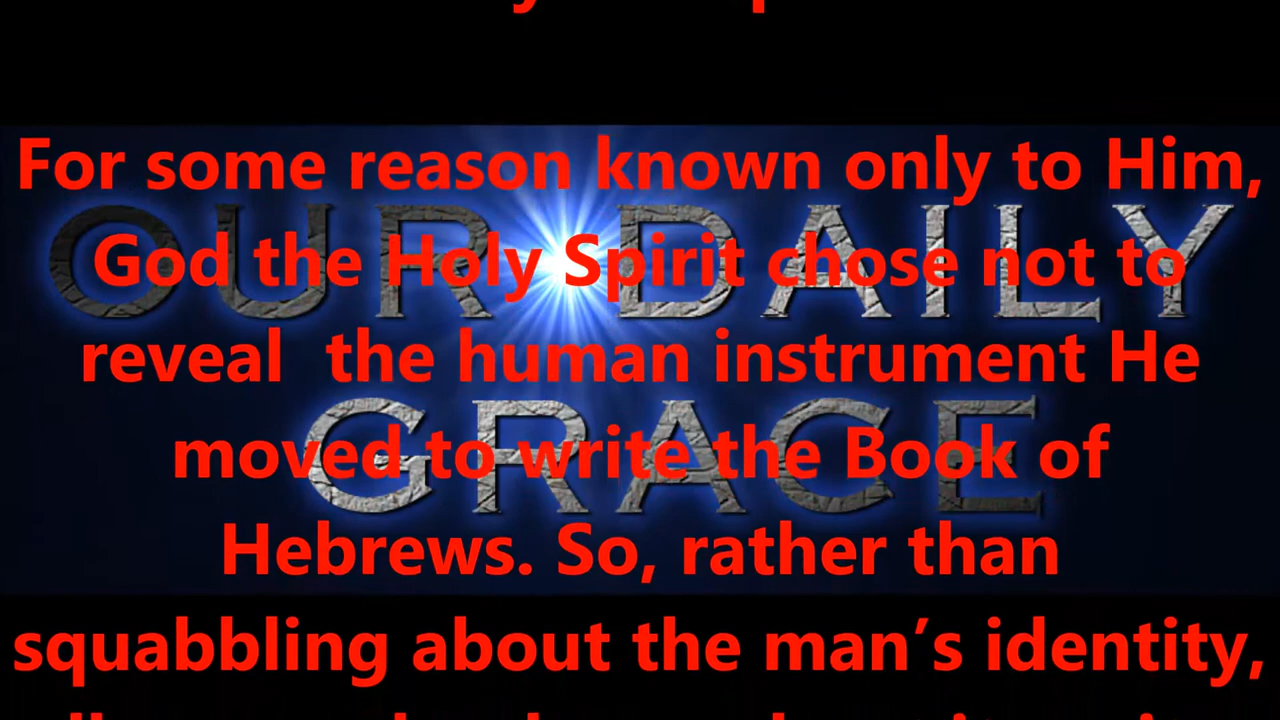 For some reason known only to Him,
OUR DAILY
God the Holy Spirit chose not to
reveal  the human instrument He
GRACE
moved to write the Book of
Hebrews. So, rather than
squabbling about the man’s identity,